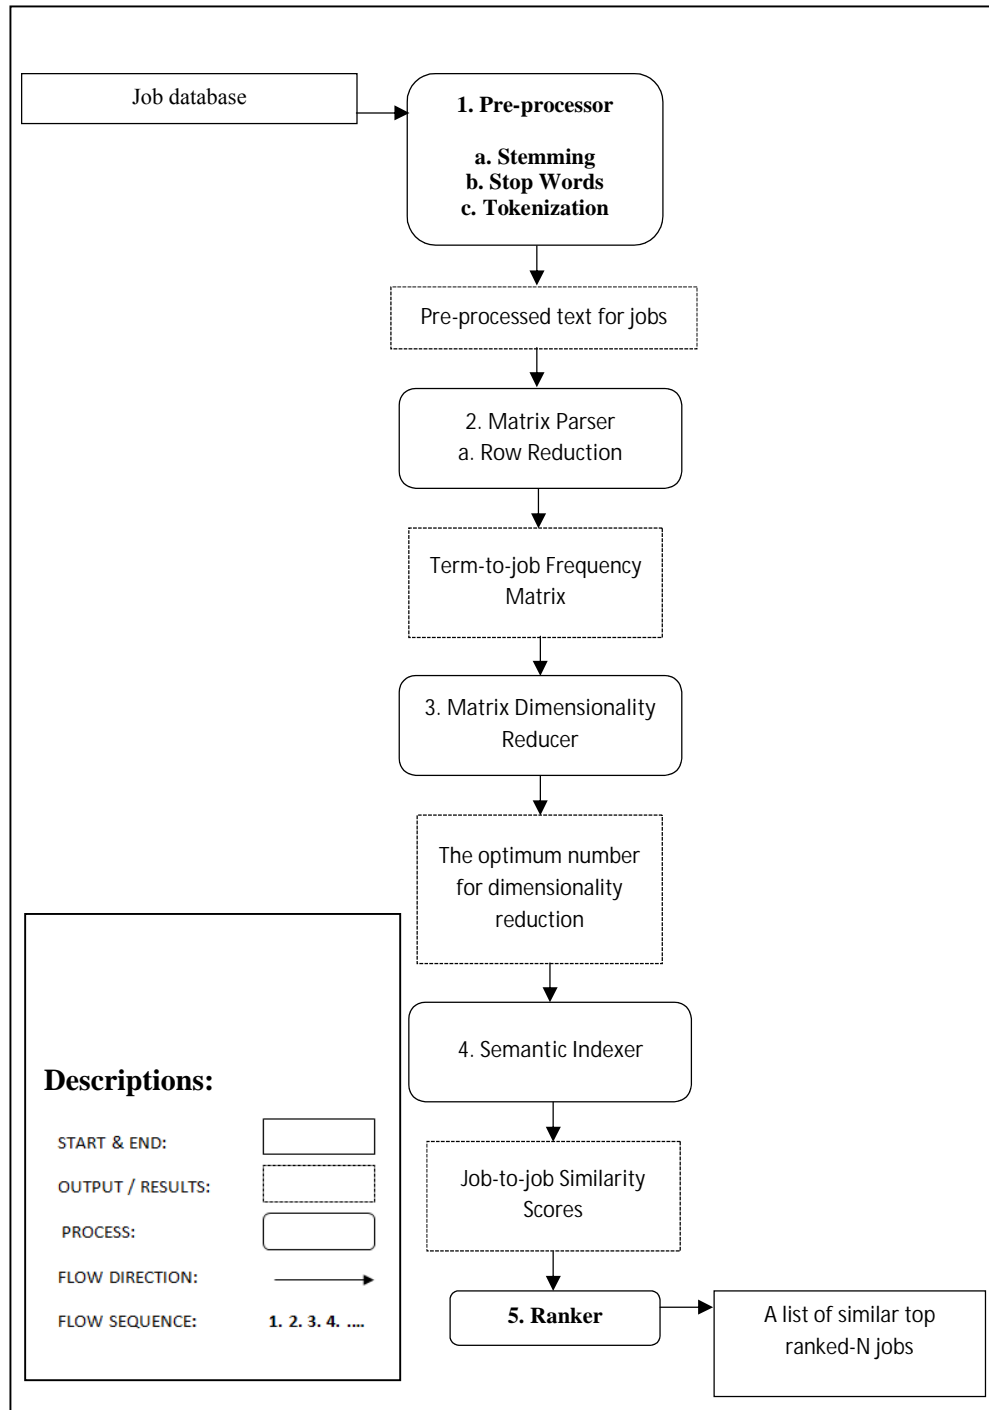 Job database
1. Pre-processor
a. Stemming
b. Stop Words
c. Tokenization
Pre-processed text for jobs
2. Matrix Parser
a. Row Reduction
Term-to-job Frequency
Matrix
3. Matrix Dimensionality
Reducer
The optimum number
for dimensionality
reduction
4. Semantic Indexer
Job-to-job Similarity
Scores
5. Ranker
A list of similar top
ranked-N jobs
Descriptions:
START & END:
OUTPUT / RESULTS:
PROCESS:
FLOW DIRECTION:
FLOW SEQUENCE: 1. 2. 3. 4. ....